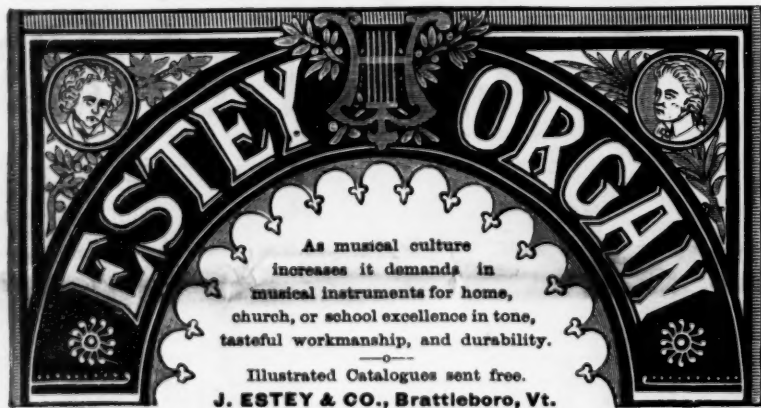 ESTEY ORGAN
As musical culture
increases it demands in
musical instruments for home,
church, or school excellence in tone,
tasteful workmanship, and durability.
Illustrated Catalogues sent free.
J. ESTEY & CO., Brattleboro, Vt.